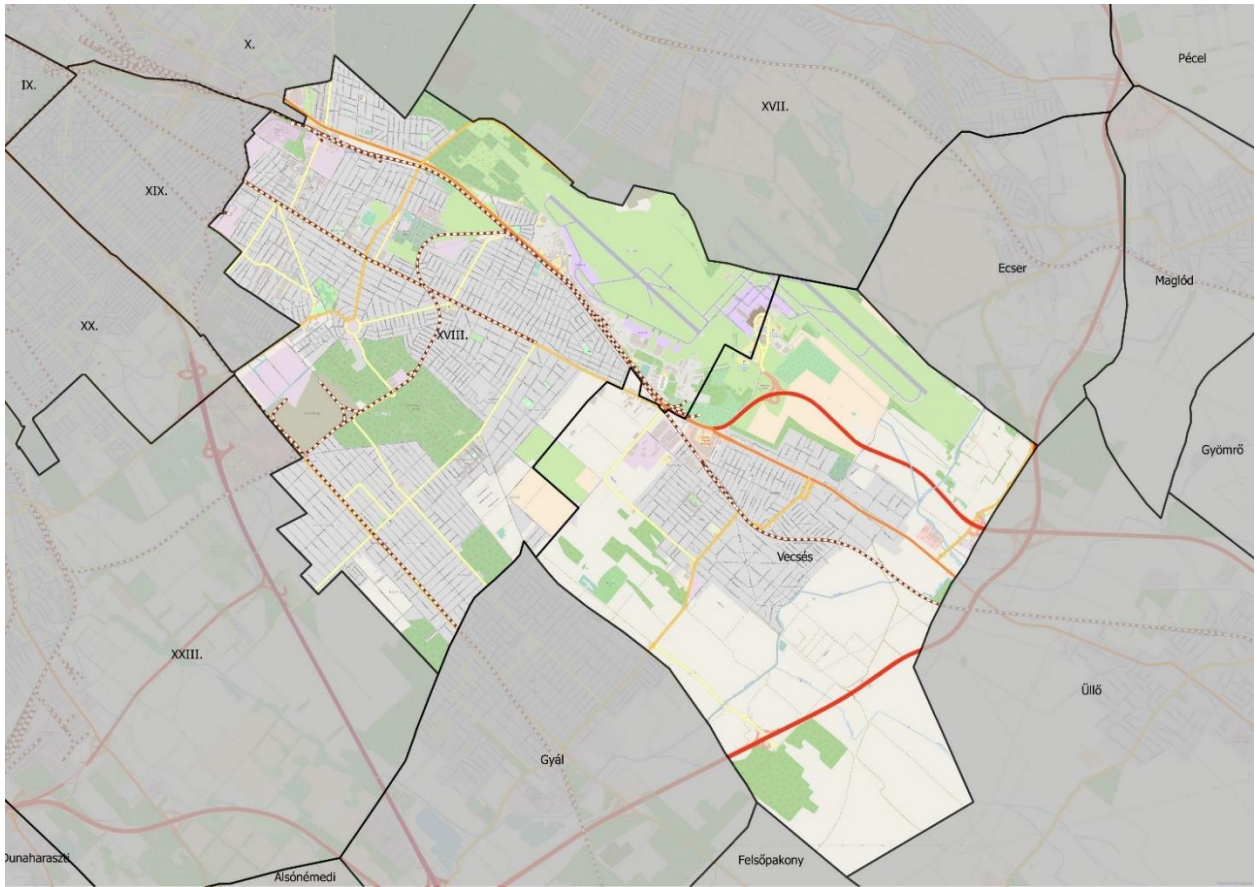 X.
Pécel
IX.
XVII.
XIX.
Ecser
Maglód
XX.
XVIII.
Gyömrő
Vecsés
XXIII.
Üllő
Gyál
Dunaharaszti
Felsőpakony
Alsónémedi